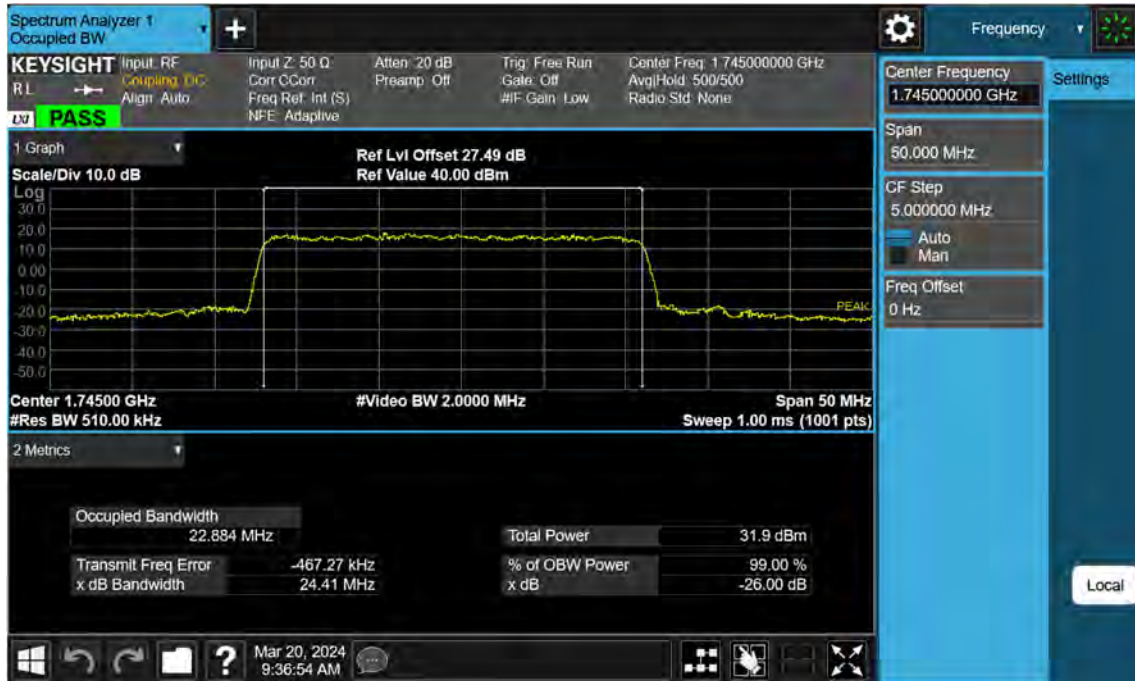 Spectrum Analyzer 1
Occupied BW
+
Frequency
KEYSIGHT
RL
LXI PASS
Input: RF
Coupling: DC
Align: Auto
Input Z: 50 Ω
Corr CCorr
Freq Ref: Int (S)
NFE: Adaptive
Atten: 20 dB
Preamp: Off
Trig: Free Run
Gate: Off
#IF Gain: Low
Center Freq: 1.745000000 GHz
Avg|Hold: 500/500
Radio Std: None
Center Frequency
1.745000000 GHz
Settings
Span
50.000 MHz
CF Step
5.000000 MHz
Auto
Man
Freq Offset
0 Hz
1 Graph
Scale/Div 10.0 dB
Ref Lvl Offset 27.49 dB
Ref Value 40.00 dBm
Log
30.0
20.0
10.0
0.00
-10.0
-20.0
-30.0
-40.0
-50.0
PEAK
Center 1.74500 GHz
#Video BW 2.0000 MHz
Span 50 MHz
#Res BW 510.00 kHz
Sweep 1.00 ms (1001 pts)
2 Metrics
Occupied Bandwidth
22.884 MHz
Total Power 31.9 dBm
Transmit Freq Error -467.27 kHz
% of OBW Power 99.00 %
x dB Bandwidth 24.41 MHz
x dB -26.00 dB
Local
?
Mar 20, 2024
9:36:54 AM